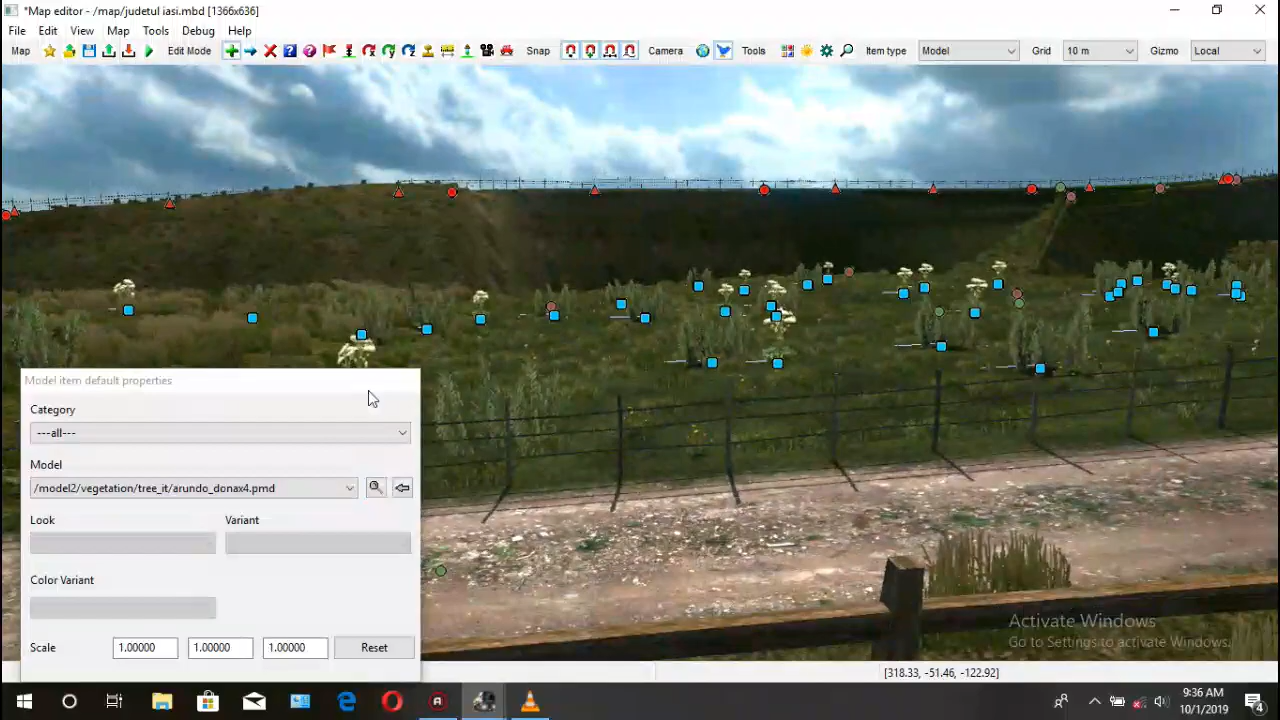 *Map editor - /map/judetul iasi.mbd [1366x636]
File Edit View Map Tools Debug Help
Map Edit Mode Snap Camera Tools Item type Model Grid 10 m Gizmo Local
Model item default properties
Category
---all---
Model
/model2/vegetation/tree_it/arundo_donax4.pmd
Look Variant
Color Variant
Scale 1.00000 1.00000 1.00000 Reset
Activate Windows
Go to Settings to activate Windows.
[318.33, -51.46, -122.92]
9:36 AM
10/1/2019
4